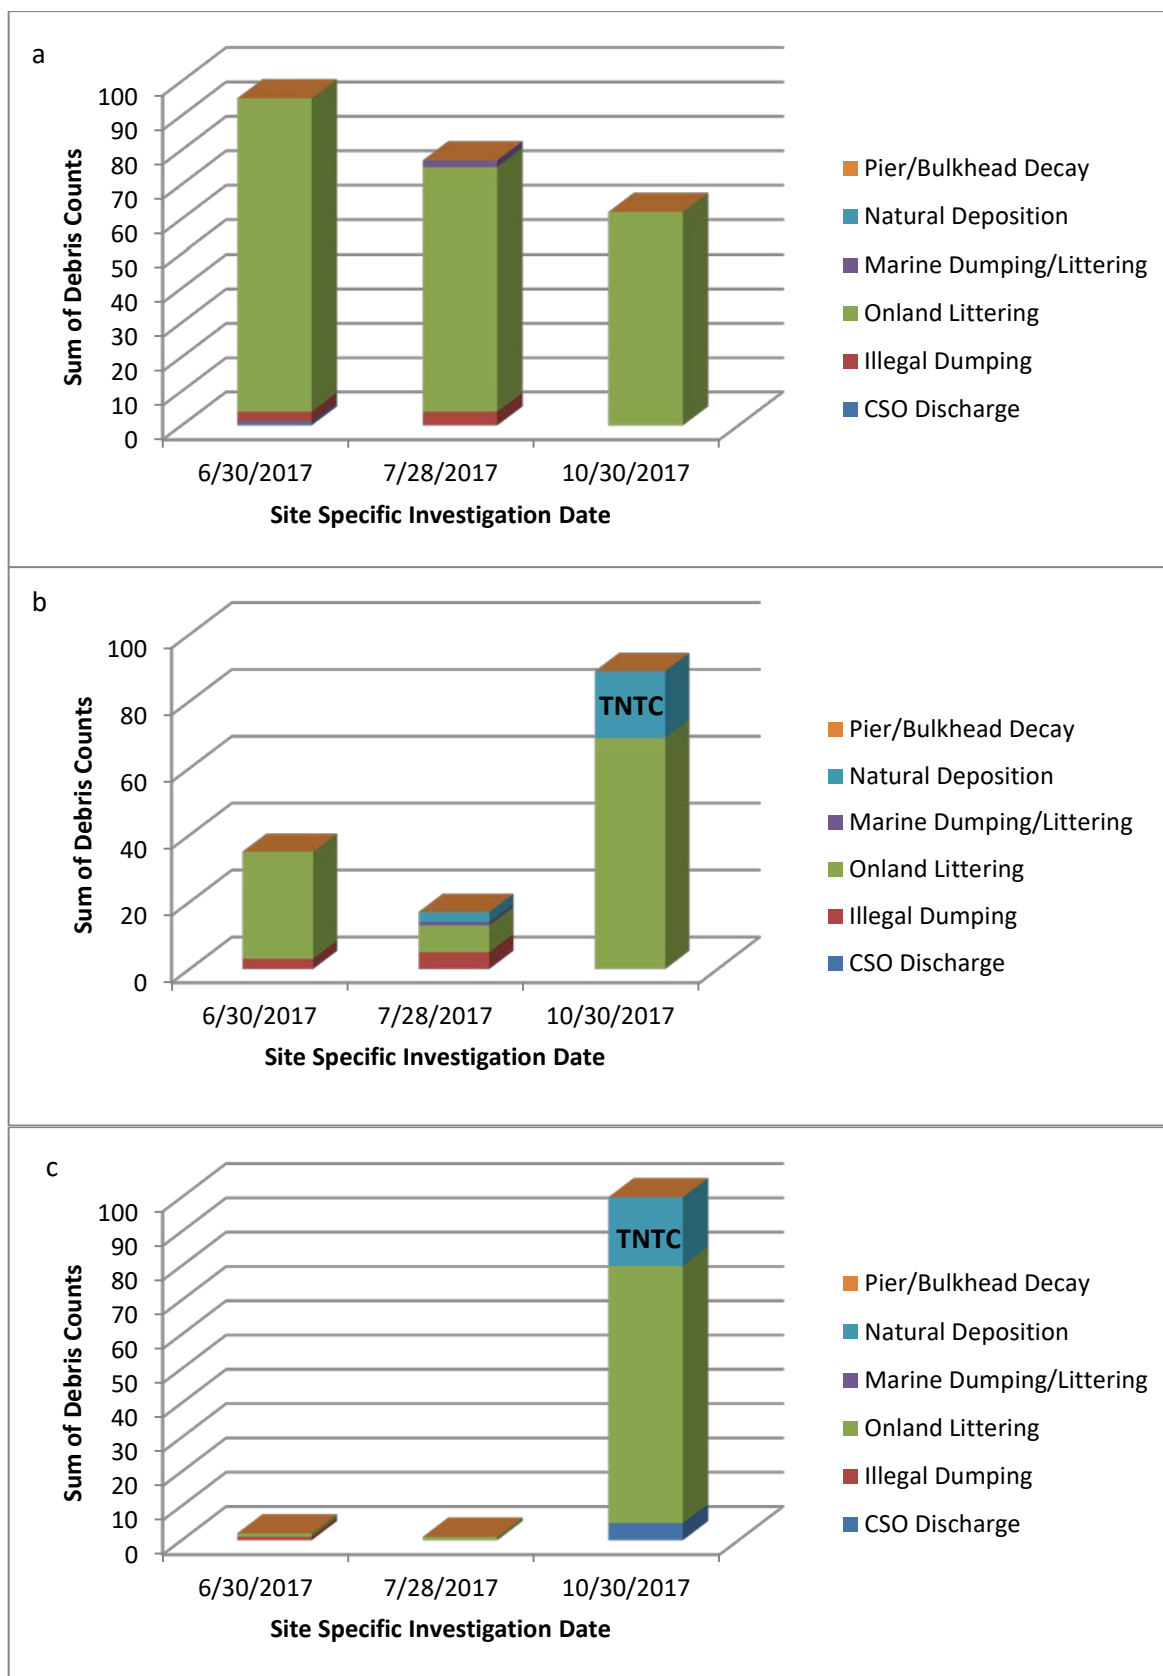 a
100
90
80
70
60
50
40
30
20
10
0
Sum of Debris Counts
6/30/2017 7/28/2017 10/30/2017
Site Specific Investigation Date
Pier/Bulkhead Decay
Natural Deposition
Marine Dumping/Littering
Onland Littering
Illegal Dumping
CSO Discharge
b
100
80
60
40
20
0
Sum of Debris Counts
TNTC
6/30/2017 7/28/2017 10/30/2017
Site Specific Investigation Date
Pier/Bulkhead Decay
Natural Deposition
Marine Dumping/Littering
Onland Littering
Illegal Dumping
CSO Discharge
c
100
90
80
70
60
50
40
30
20
10
0
Sum of Debris Counts
TNTC
6/30/2017 7/28/2017 10/30/2017
Site Specific Investigation Date
Pier/Bulkhead Decay
Natural Deposition
Marine Dumping/Littering
Onland Littering
Illegal Dumping
CSO Discharge